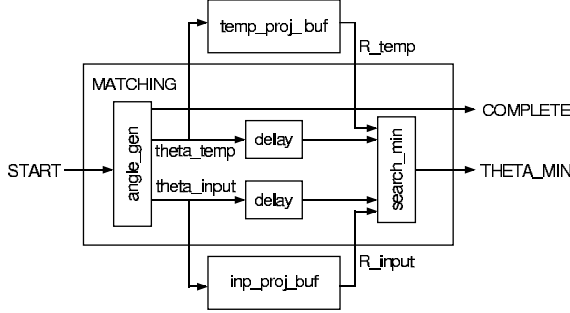 temp_proj_buf
R_temp
MATCHING
COMPLETE
angle_gen
theta_temp
delay
search_min
START
THETA_MIN
theta_input
delay
R_input
inp_proj_buf